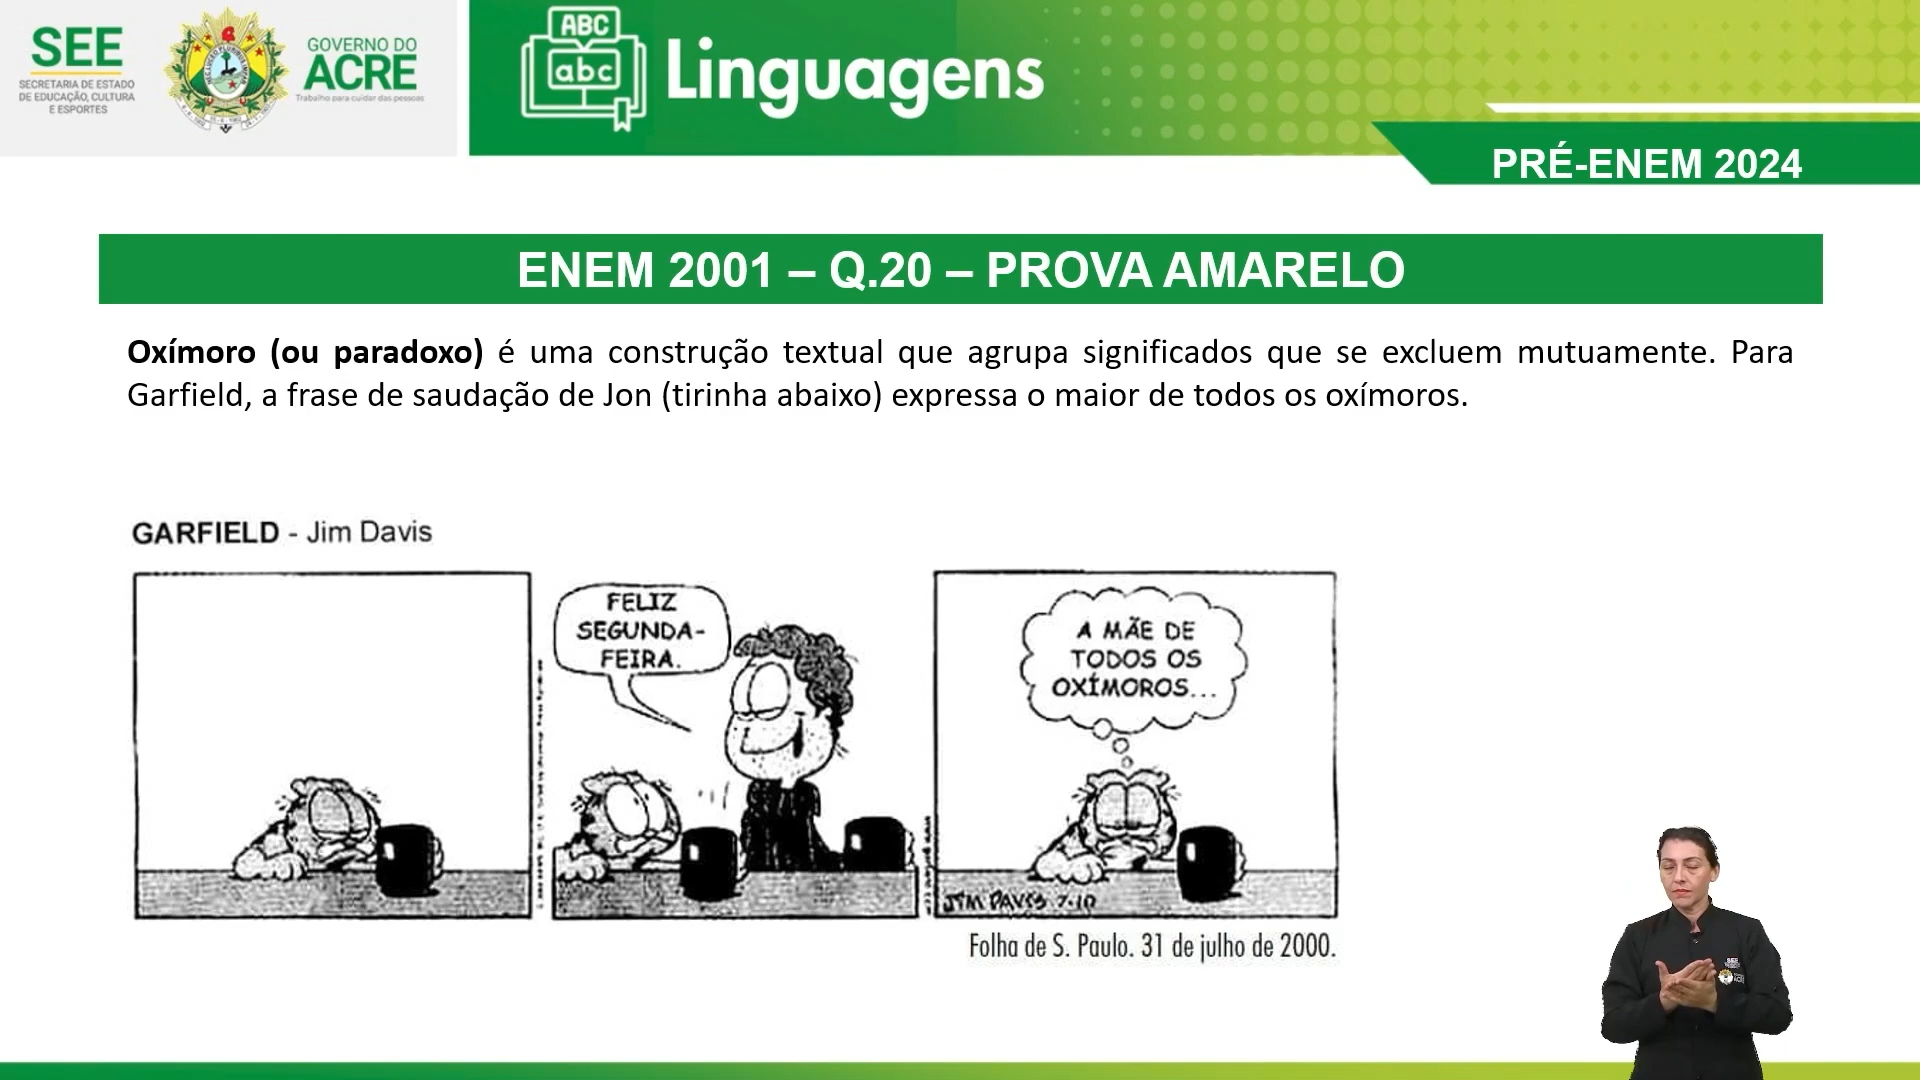 SEE
SECRETARIA DE ESTADO
DE EDUCAÇÃO, CULTURA
E ESPORTES
GOVERNO DO
ACRE
Trabalho para cuidar das pessoas
ABC
abc
Linguagens
PRÉ-ENEM 2024
ENEM 2001 – Q.20 – PROVA AMARELO
Oxímoro (ou paradoxo) é uma construção textual que agrupa significados que se excluem mutuamente. Para
Garfield, a frase de saudação de Jon (tirinha abaixo) expressa o maior de todos os oxímoros.
GARFIELD - Jim Davis
FELIZ
SEGUNDA-
FEIRA.
A MÃE DE
TODOS OS
OXÍMOROS...
JIM DAVIS 7-10
Folha de S. Paulo. 31 de julho de 2000.
SEE